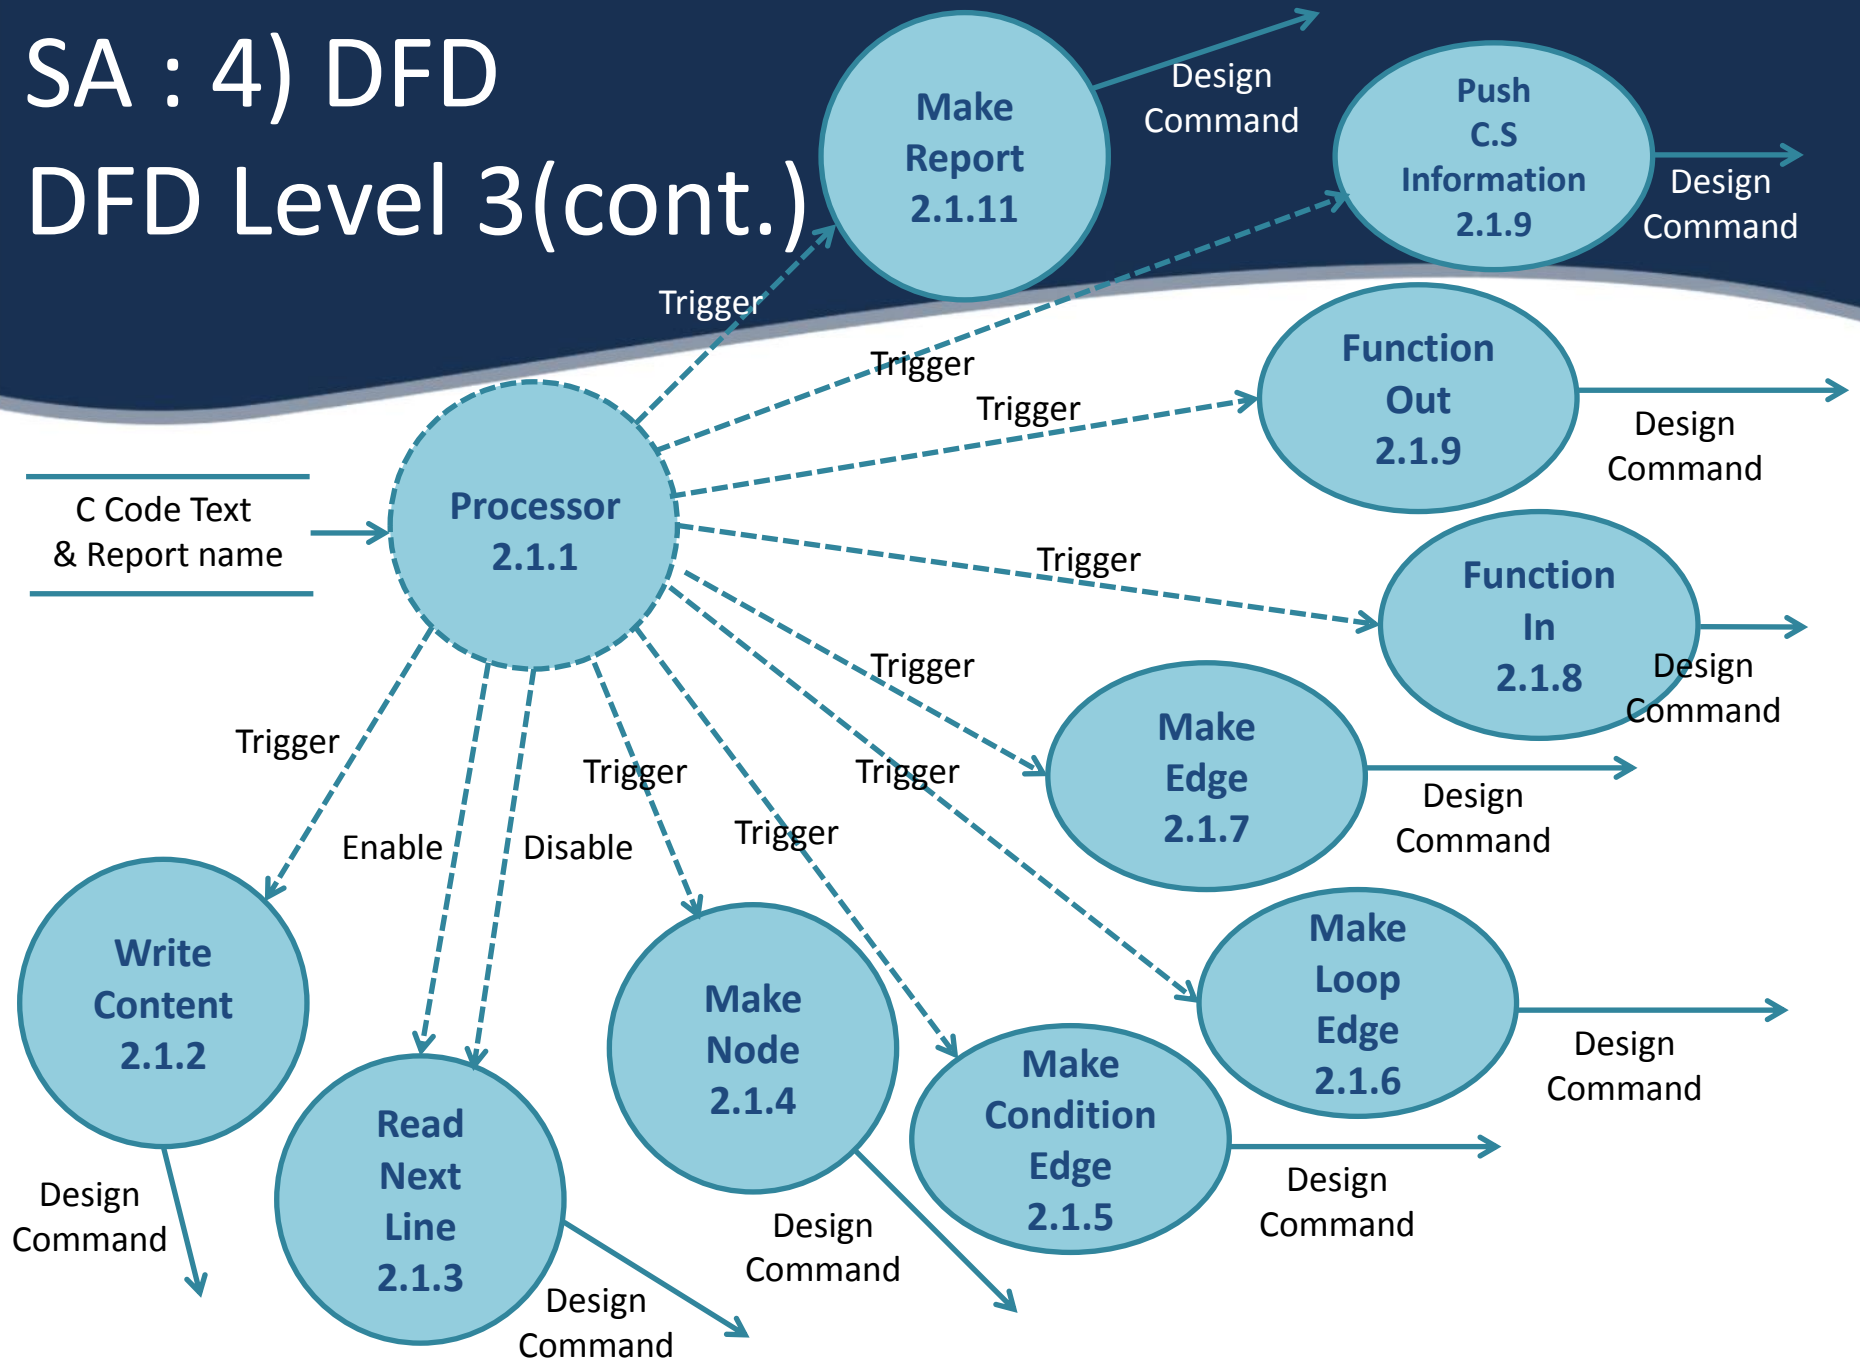 SA : 4) DFD
DFD Level 3(cont.)
Make
Report
2.1.11
Design
Command
Push
C.S
Information
2.1.9
Design
Command
Trigger
Trigger
Trigger
Function
Out
2.1.9
Design
Command
C Code Text
& Report name
Processor
2.1.1
Trigger
Function
In
2.1.8
Design
Command
Trigger
Make
Edge
2.1.7
Design
Command
Trigger
Trigger
Trigger
Trigger
Enable
Disable
Make
Loop
Edge
2.1.6
Design
Command
Write
Content
2.1.2
Design
Command
Read
Next
Line
2.1.3
Design
Command
Make
Node
2.1.4
Design
Command
Make
Condition
Edge
2.1.5
Design
Command